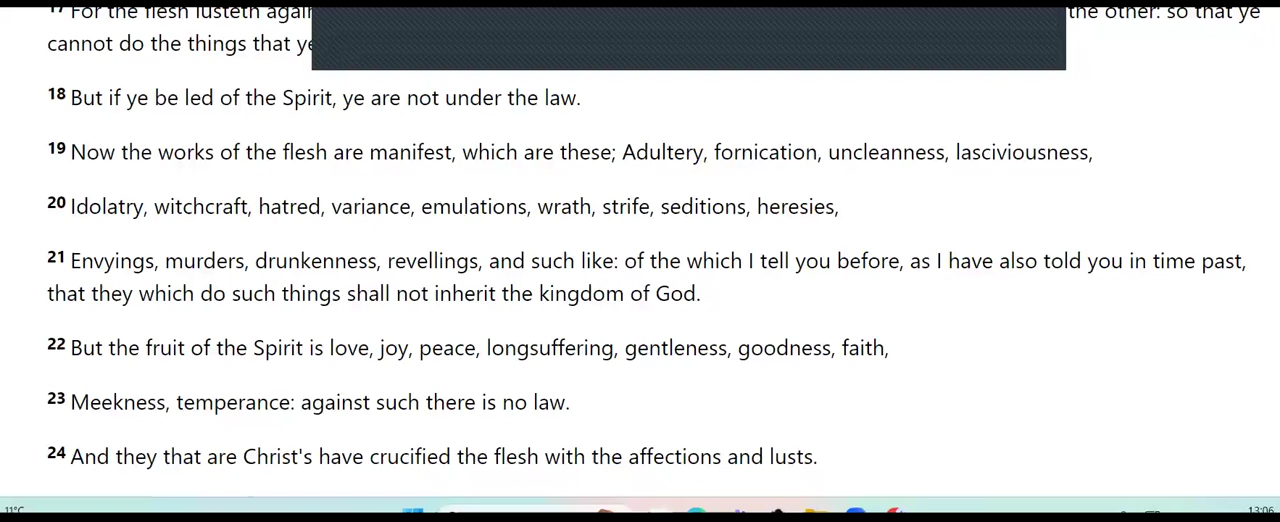 17 For the flesh lusteth the other: so that ye
cannot do the things that ye
18 But if ye be led of the Spirit, ye are not under the law.
19 Now the works of the flesh are manifest, which are these; Adultery, fornication, uncleanness, lasciviousness,
20 Idolatry, witchcraft, hatred, variance, emulations, wrath, strife, seditions, heresies,
21 Envyings, murders, drunkenness, revellings, and such like: of the which I tell you before, as I have also told you in time past,
that they which do such things shall not inherit the kingdom of God.
22 But the fruit of the Spirit is love, joy, peace, longsuffering, gentleness, goodness, faith,
23 Meekness, temperance: against such there is no law.
24 And they that are Christ's have crucified the flesh with the affections and lusts.
11°C 13:06